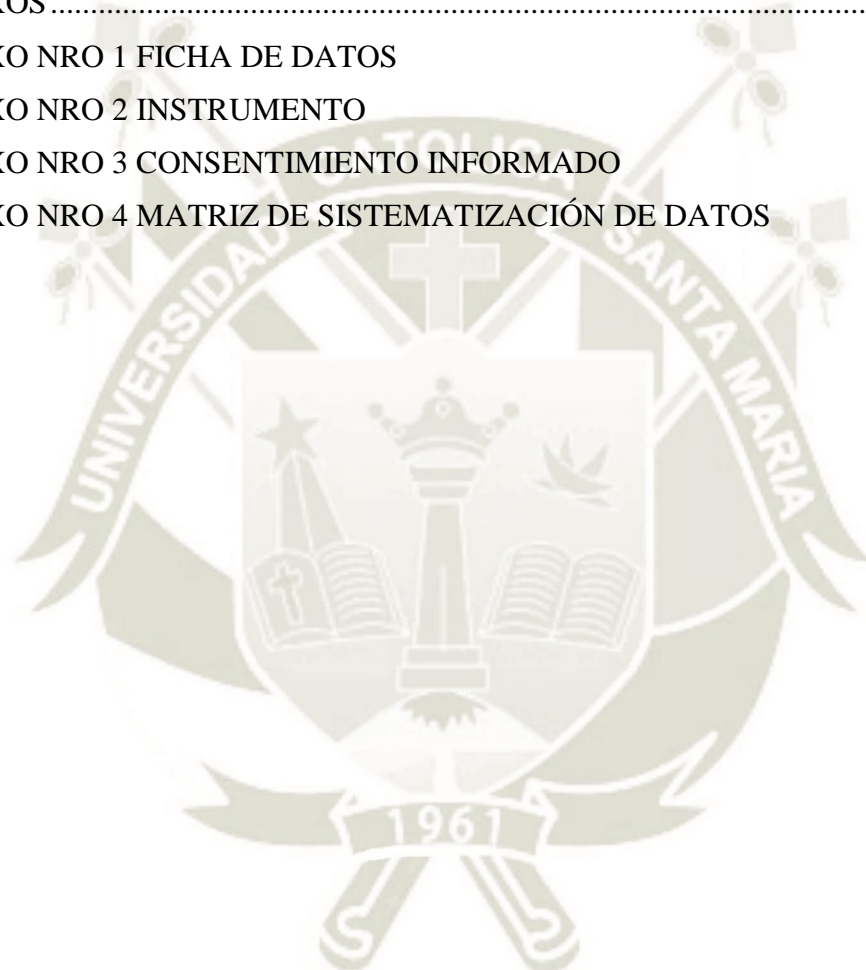 XOS ........................................................................................................
XO NRO 1 FICHA DE DATOS
XO NRO 2 INSTRUMENTO
XO NRO 3 CONSENTIMIENTO INFORMADO
XO NRO 4 MATRIZ DE SISTEMATIZACIÓN DE DATOS
UNIVERSIDAD CATOLICA SANTA MARIA
1961